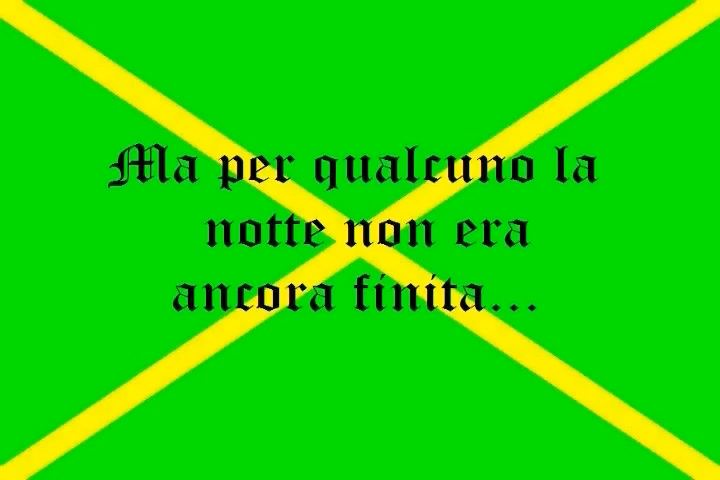 Ma per qualcuno la
notte non era
ancora finita...